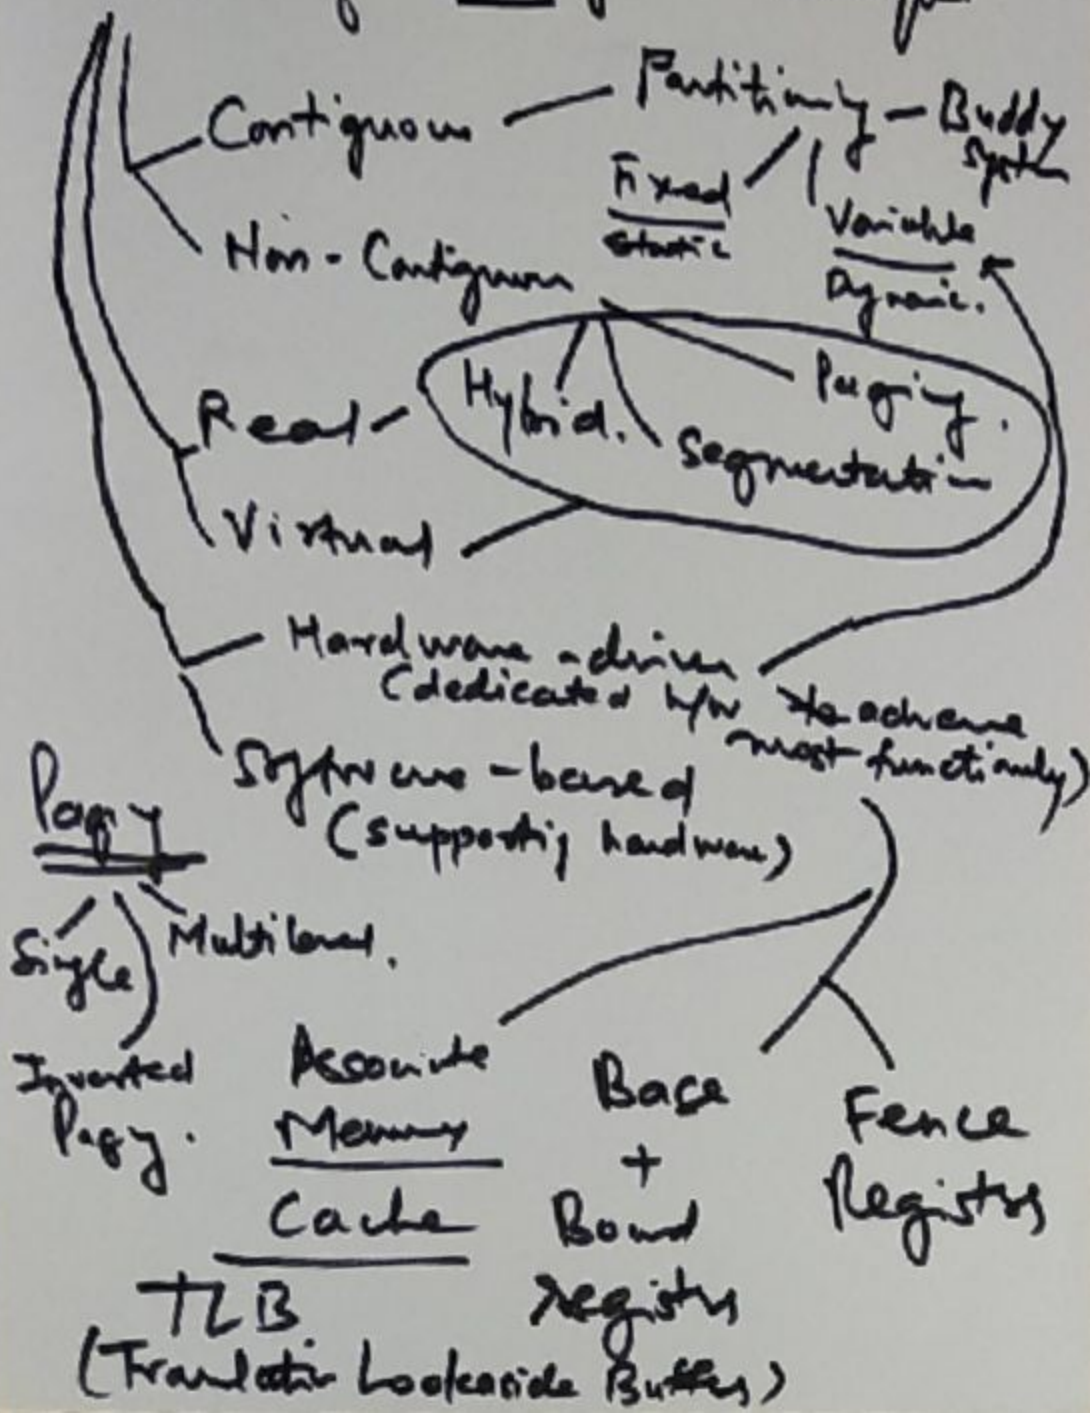 Contiguous — Partitioning — Buddy System
Fixed
Static
Variable
Dynamic.
Non-Contiguous
Hybrid.
Paging.
Segmentation
Real
Virtual
Hardware-driven
(dedicated h/w to achieve
most functionality)
Software-based
(supporting hardware)
Paging
Single
Multilevel.
Inverted
Paging.
Associate
Memory
Cache
TLB
(Translation Lookaside Buffers)
Base
+
Bound
registers
Fence
Registers